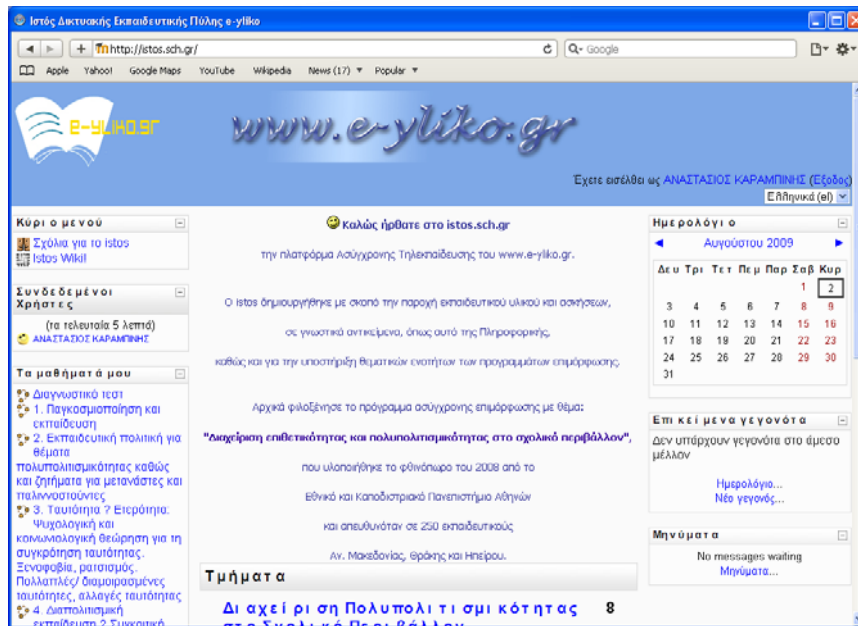 Ιστός Δικτυακής Εκπαιδευτικής Πύλης e-yliko
http://istos.sch.gr/
Google
Apple Yahoo! Google Maps YouTube Wikipedia News (17) Popular
e-yliko.gr
www.e-yliko.gr
Έχετε εισέλθει ως ΑΝΑΣΤΑΣΙΟΣ ΚΑΡΑΜΠΙΝΗΣ (Έξοδος)
Ελληνικά (el)
Κύριο μενού
Σχόλια για το istos
Istos Wiki!
Συνδεδεμένοι
Χρήστες
(τα τελευταία 5 λεπτά)
ΑΝΑΣΤΑΣΙΟΣ ΚΑΡΑΜΠΙΝΗΣ
Τα μαθήματά μου
Διαγνωστικό τεστ
1. Παγκοσμιοποίηση και
εκπαίδευση
2. Εκπαιδευτική πολιτική για
θέματα
πολυπολιτισμικότητας καθώς
και ζητήματα για μετανάστες και
παλιννοστούντες
3. Ταυτότητα ? Ετερότητα:
Ψυχολογική και
κοινωνιολογική θεώρηση για τη
συγκρότηση ταυτότητας.
Ξενοφοβία, ρατσισμός.
Πολλαπλές/ διαμοιρασμένες
ταυτότητες, αλλαγές ταυτότητας
4. Διαπολιτισμική
εκπαίδευση ? Συγκριτική
Καλώς ήρθατε στο istos.sch.gr
την πλατφόρμα Ασύγχρονης Τηλεκπαίδευσης του www.e-yliko.gr.
Ο istos δημιουργήθηκε με σκοπό την παροχή εκπαιδευτικού υλικού και ασκήσεων,
σε γνωστικά αντικείμενα, όπως αυτό της Πληροφορικής,
καθώς και για την υποστήριξη θεματικών ενοτήτων των προγραμμάτων επιμόρφωσης.
Αρχικά φιλοξένησε το πρόγραμμα ασύγχρονης επιμόρφωσης με θέμα:
"Διαχείριση επιθετικότητας και πολυπολιτισμικότητας στο σχολικό περιβάλλον",
που υλοποιήθηκε το φθινόπωρο του 2008 από το
Εθνικό και Καποδιστριακό Πανεπιστήμιο Αθηνών
και απευθυνόταν σε 250 εκπαιδευτικούς
Αν. Μακεδονίας, Θράκης και Ηπείρου.
Τμήματα
Διαχείριση Πολυπολιτισμικότητας 8
στο Σχολικό Περιβάλλον
Ημερολόγιο
Αυγούστου 2009
Δευ Τρι Τετ Πεμ Παρ Σαβ Κυρ
1 2
3 4 5 6 7 8 9
10 11 12 13 14 15 16
17 18 19 20 21 22 23
24 25 26 27 28 29 30
31
Επικείμενα γεγονότα
Δεν υπάρχουν γεγονότα στο άμεσο
μέλλον
Ημερολόγιο...
Νέο γεγονός...
Μηνύματα
No messages waiting
Μηνύματα...